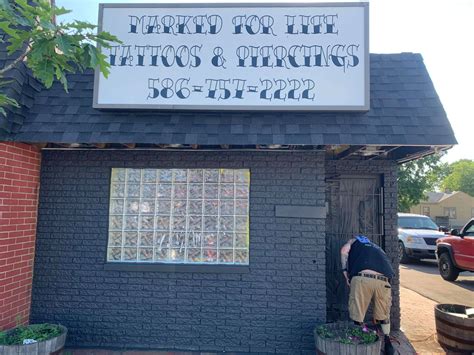 MARKED FOR LIFE
TATTOOS & PIERCINGS
586-757-2222